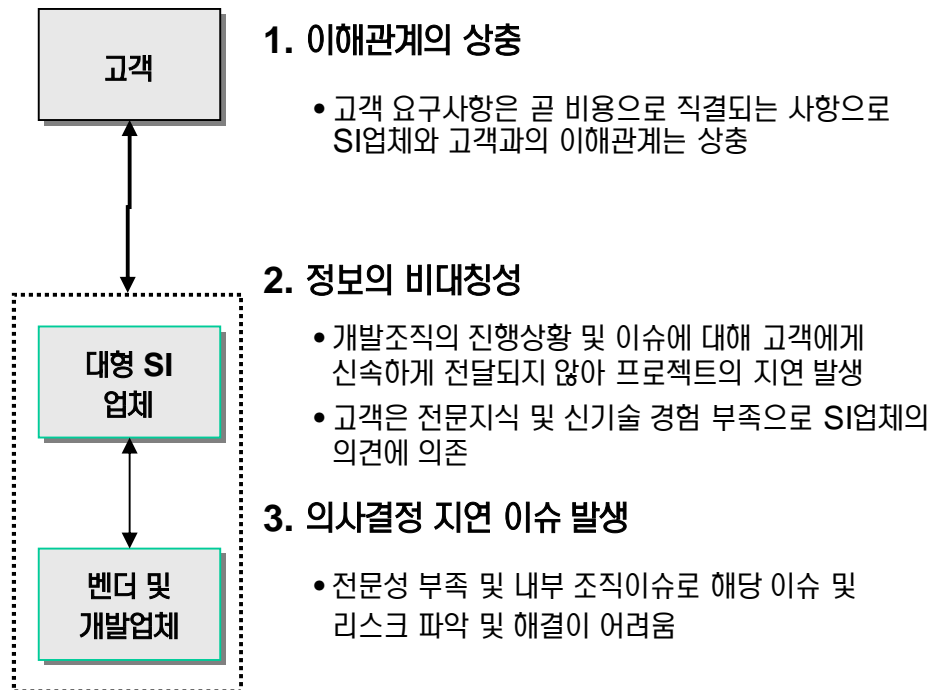 고객
1. 이해관계의 상충
• 고객 요구사항은 곧 비용으로 직결되는 사항으로
SI업체와 고객과의 이해관계는 상충
2. 정보의 비대칭성
• 개발조직의 진행상황 및 이슈에 대해 고객에게
신속하게 전달되지 않아 프로젝트의 지연 발생
• 고객은 전문지식 및 신기술 경험 부족으로 SI업체의
의견에 의존
대형 SI
업체
3. 의사결정 지연 이슈 발생
• 전문성 부족 및 내부 조직이슈로 해당 이슈 및
리스크 파악 및 해결이 어려움
벤더 및
개발업체